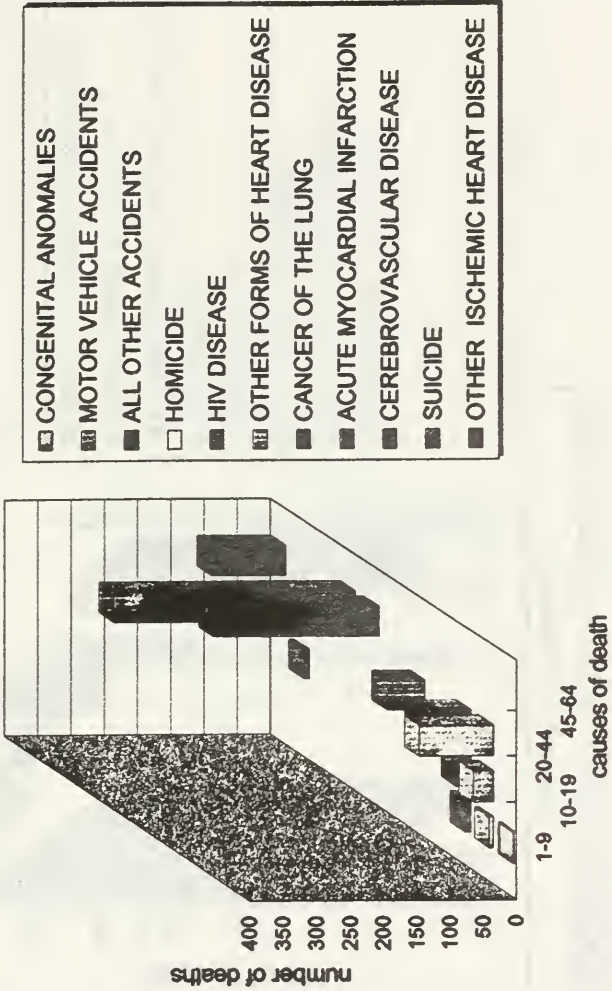 number of deaths
400
350
300
250
200
150
100
50
0
1-9
10-19
20-44
45-64
causes of death
CONGENITAL ANOMALIES
MOTOR VEHICLE ACCIDENTS
ALL OTHER ACCIDENTS
HOMICIDE
HIV DISEASE
OTHER FORMS OF HEART DISEASE
CANCER OF THE LUNG
ACUTE MYOCARDIAL INFARCTION
CEREBROVASCULAR DISEASE
SUICIDE
OTHER ISCHEMIC HEART DISEASE